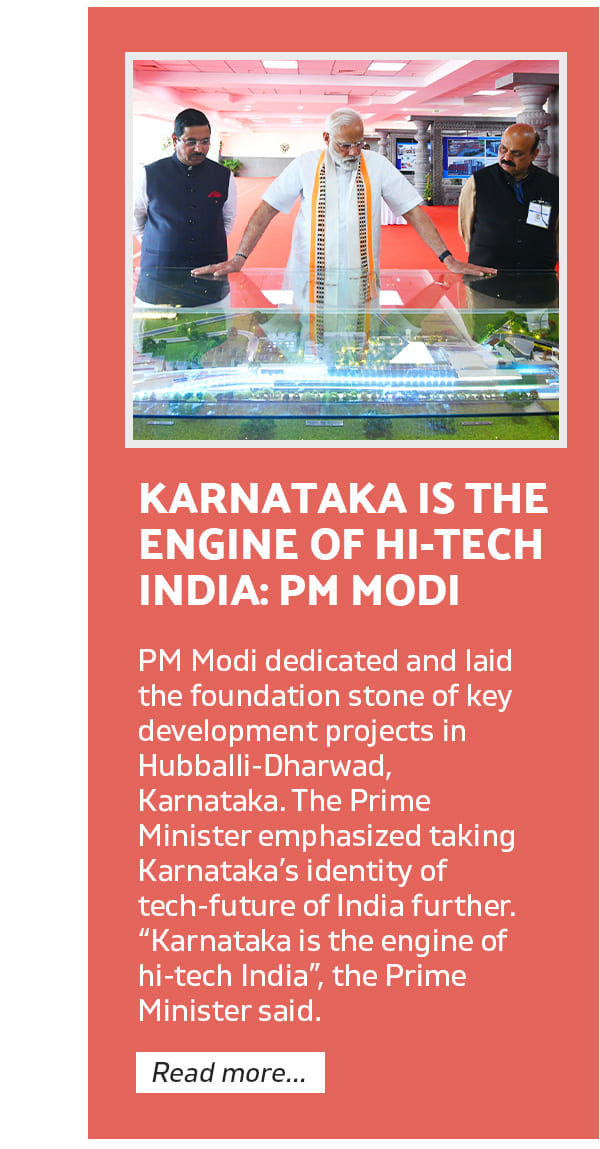 KARNATAKA IS THE
ENGINE OF HI-TECH
INDIA: PM MODI
PM Modi dedicated and laid
the foundation stone of key
development projects in
Hubballi-Dharwad,
Karnataka. The Prime
Minister emphasized taking
Karnataka’s identity of
tech-future of India further.
“Karnataka is the engine of
hi-tech India”, the Prime
Minister said.
Read more...